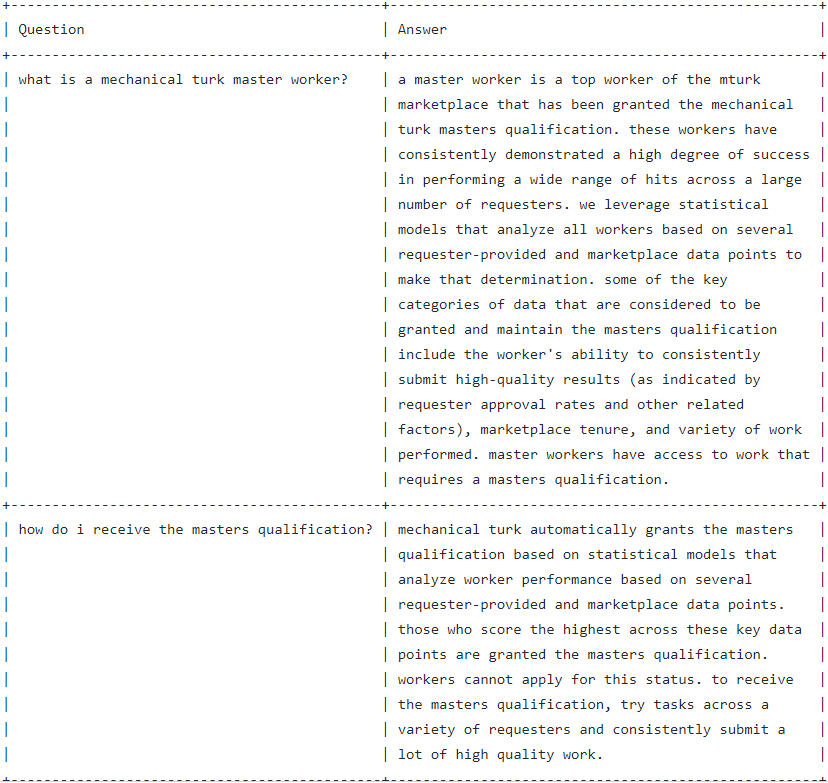 Question | Answer
what is a mechanical turk master worker? | a master worker is a top worker of the mturk
marketplace that has been granted the mechanical
turk masters qualification. these workers have
consistently demonstrated a high degree of success
in performing a wide range of hits across a large
number of requesters. we leverage statistical
models that analyze all workers based on several
requester-provided and marketplace data points to
make that determination. some of the key
categories of data that are considered to be
granted and maintain the masters qualification
include the worker's ability to consistently
submit high-quality results (as indicated by
requester approval rates and other related
factors), marketplace tenure, and variety of work
performed. master workers have access to work that
requires a masters qualification.
how do i receive the masters qualification? | mechanical turk automatically grants the masters
qualification based on statistical models that
analyze worker performance based on several
requester-provided and marketplace data points.
those who score the highest across these key data
points are granted the masters qualification.
workers cannot apply for this status. to receive
the masters qualification, try tasks across a
variety of requesters and consistently submit a
lot of high quality work.